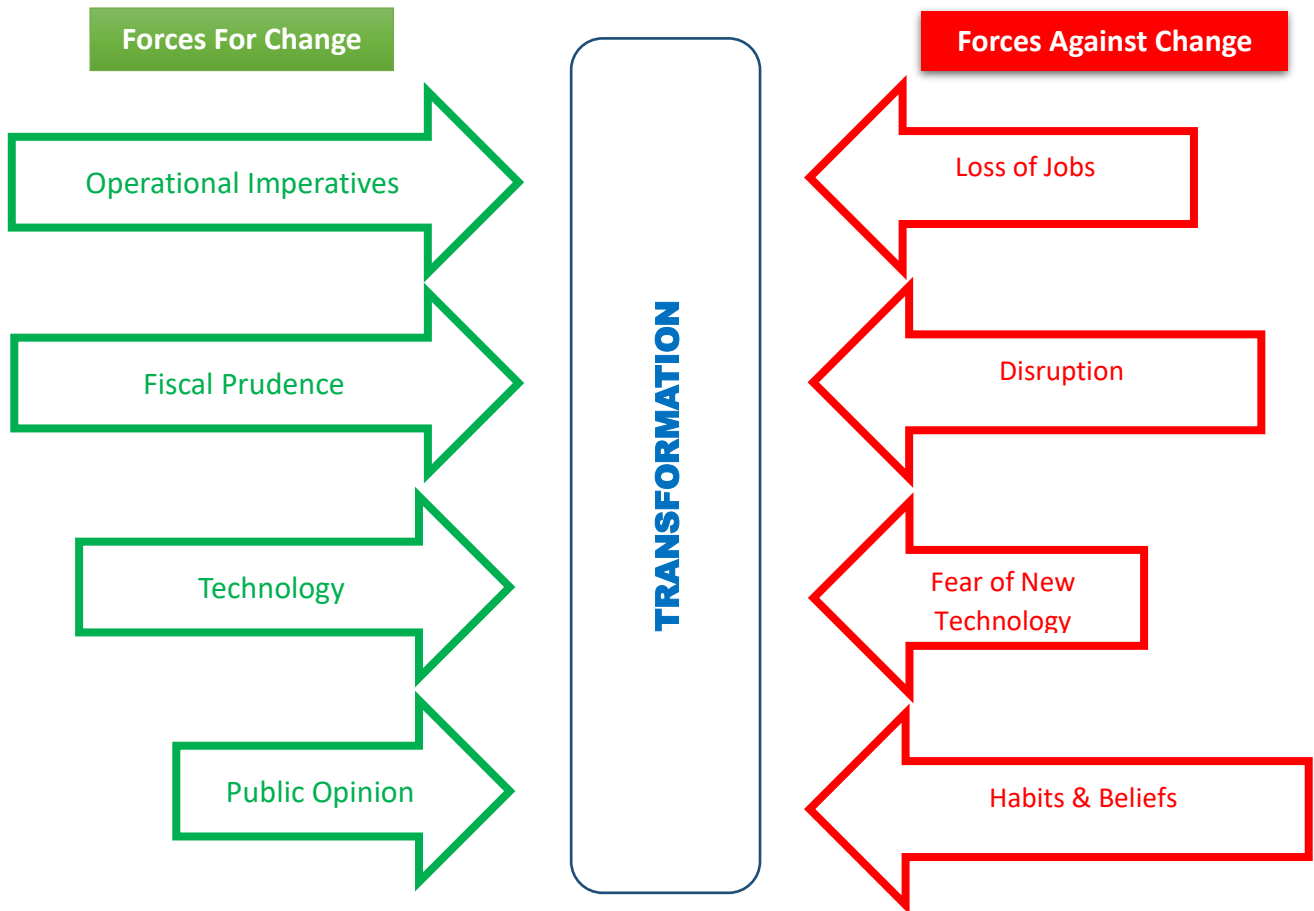 Forces For Change
Forces Against Change
Operational Imperatives
Loss of Jobs
Fiscal Prudence
Disruption
TRANSFORMATION
Technology
Fear of New
Technology
Public Opinion
Habits & Beliefs